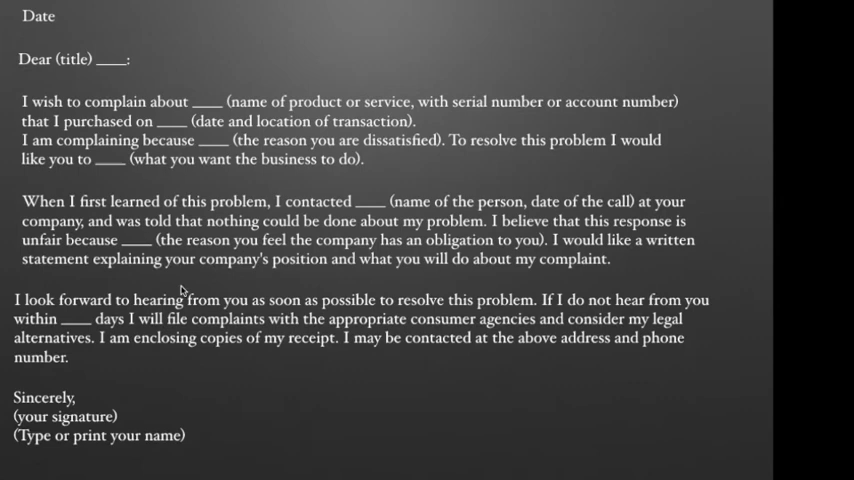 Date
Dear (title) ____:
I wish to complain about ____ (name of product or service, with serial number or account number)
that I purchased on ____ (date and location of transaction).
I am complaining because ____ (the reason you are dissatisfied). To resolve this problem I would
like you to ____ (what you want the business to do).
When I first learned of this problem, I contacted ____ (name of the person, date of the call) at your
company, and was told that nothing could be done about my problem. I believe that this response is
unfair because ____ (the reason you feel the company has an obligation to you). I would like a written
statement explaining your company's position and what you will do about my complaint.
I look forward to hearing from you as soon as possible to resolve this problem. If I do not hear from you
within ____ days I will file complaints with the appropriate consumer agencies and consider my legal
alternatives. I am enclosing copies of my receipt. I may be contacted at the above address and phone
number.
Sincerely,
(your signature)
(Type or print your name)